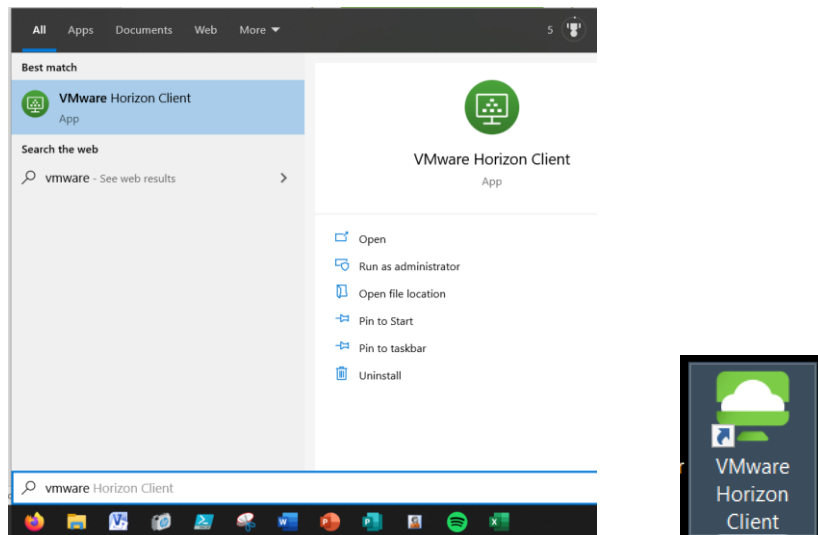 All Apps Documents Web More 5
Best match
VMware Horizon Client
App
Search the web
vmware - See web results
VMware Horizon Client
App
Open
Run as administrator
Open file location
Pin to Start
Pin to taskbar
Uninstall
vmware Horizon Client
VMware
Horizon
Client